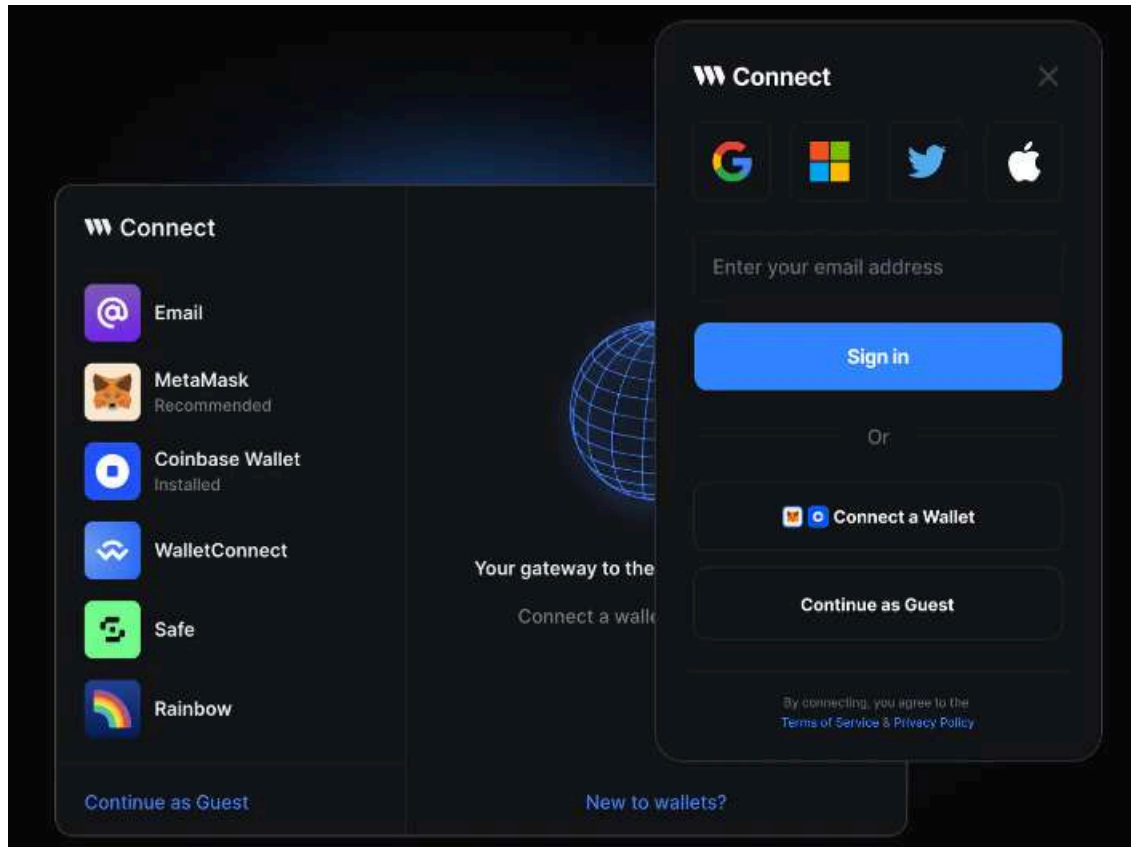 Connect
Email
MetaMask
Recommended
Coinbase Wallet
Installed
WalletConnect
Safe
Rainbow
Continue as Guest
Your gateway to the
Connect a walle
New to wallets?
Connect
Enter your email address
Sign in
Or
Connect a Wallet
Continue as Guest
By connecting, you agree to the
Terms of Service & Privacy Policy